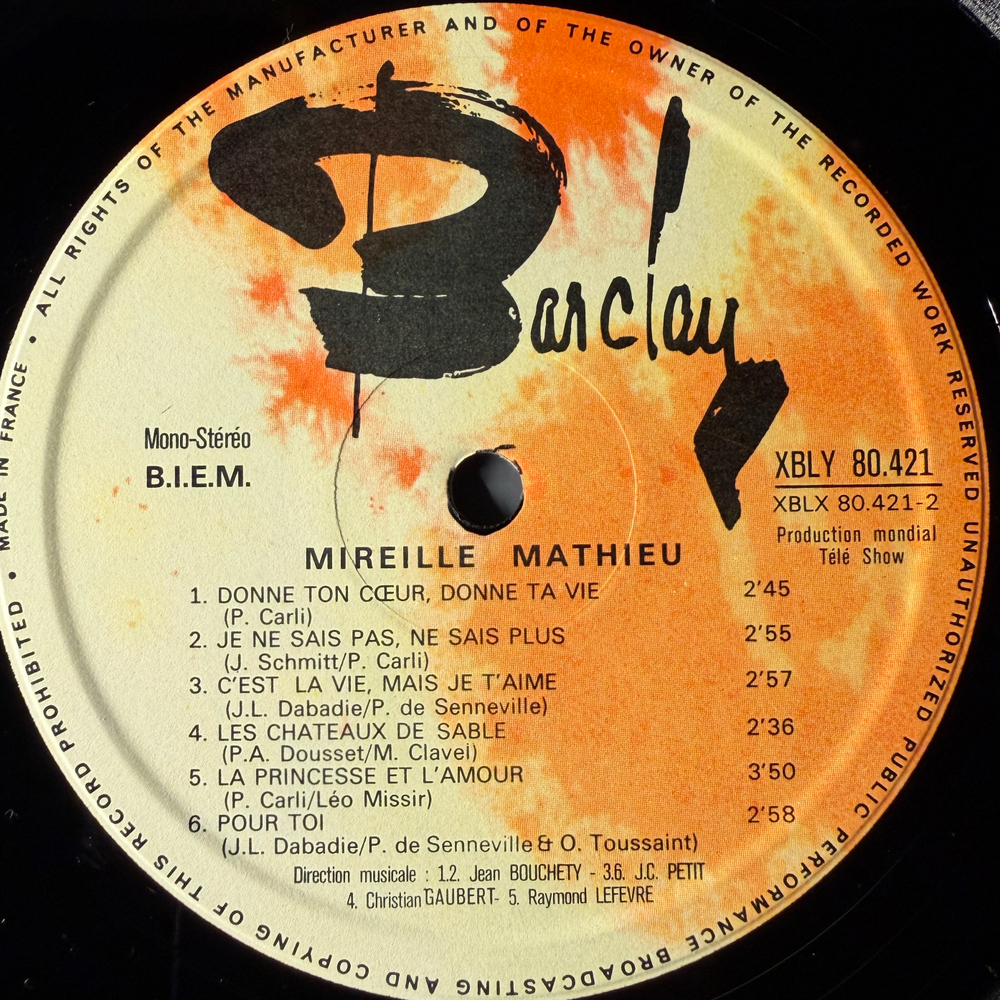 ALL RIGHTS OF THE MANUFACTURER AND OF THE OWNER OF THE RECORDED WORK RESERVED UNAUTHORIZED PUBLIC PERFORMANCE BROADCASTING AND COPYING OF THIS RECORD PROHIBITED • MADE IN FRANCE •
Barclay
Mono-Stéréo
B.I.E.M.
XBLY 80.421
XBLX 80.421-2
Production mondial
Télé Show
MIREILLE MATHIEU
1. DONNE TON CŒUR, DONNE TA VIE 2'45
(P. Carli)
2. JE NE SAIS PAS, NE SAIS PLUS 2'55
(J. Schmitt/P. Carli)
3. C'EST LA VIE, MAIS JE T'AIME 2'57
(J.L. Dabadie/P. de Senneville)
4. LES CHATEAUX DE SABLE 2'36
(P.A. Dousset/M. Clavel)
5. LA PRINCESSE ET L'AMOUR 3'50
(P. Carli/Léo Missir)
6. POUR TOI 2'58
(J.L. Dabadie/P. de Senneville & O. Toussaint)
Direction musicale : 1.2. Jean BOUCHETY - 3.6. J.C. PETIT
4. Christian GAUBERT- 5. Raymond LEFEVRE